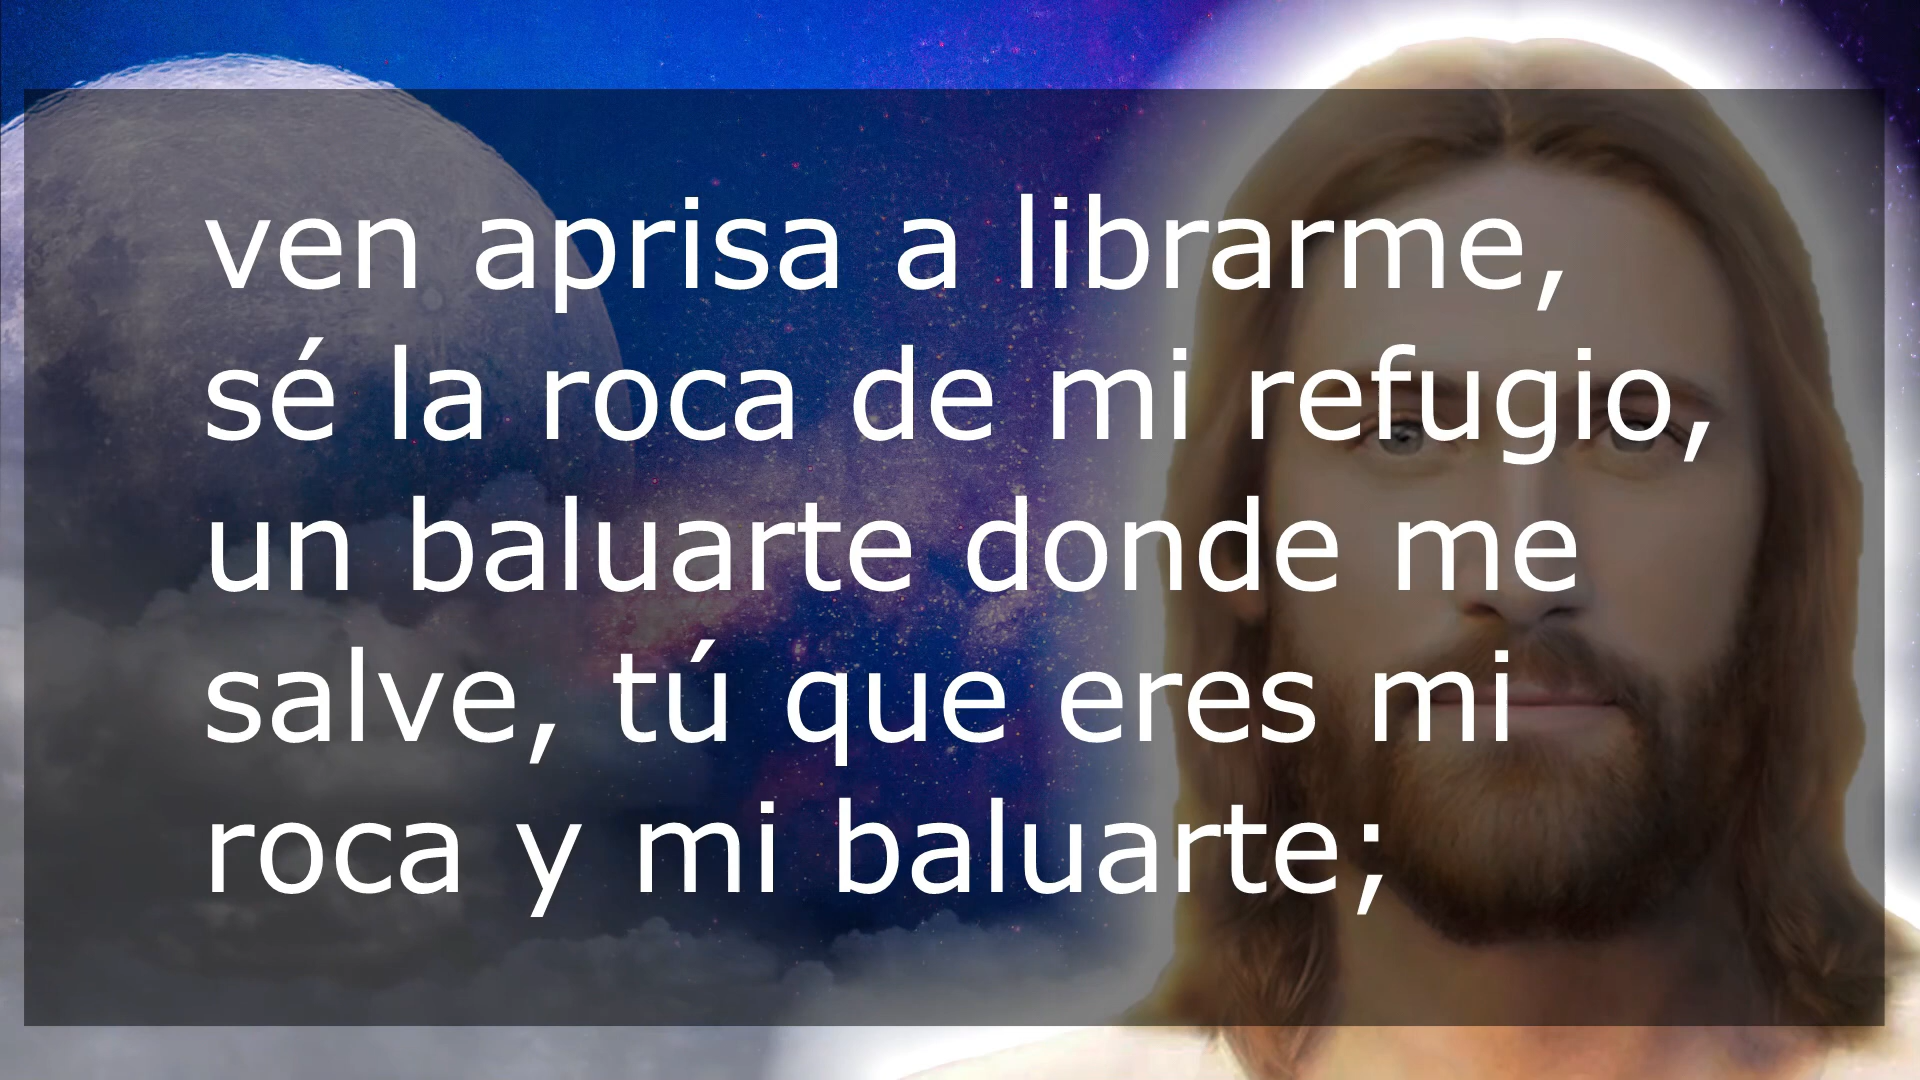 ven aprisa a librarme,
sé la roca de mi refugio,
un baluarte donde me
salve, tú que eres mi
roca y mi baluarte;